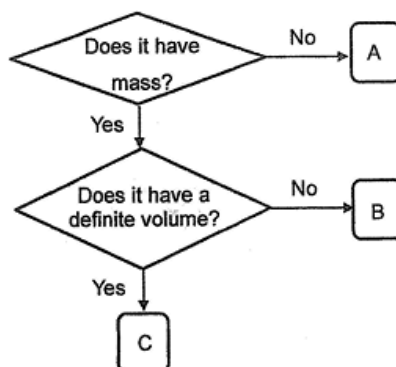 Does it have
mass?
No
A
Yes
Does it have a
definite volume?
No
B
Yes
C